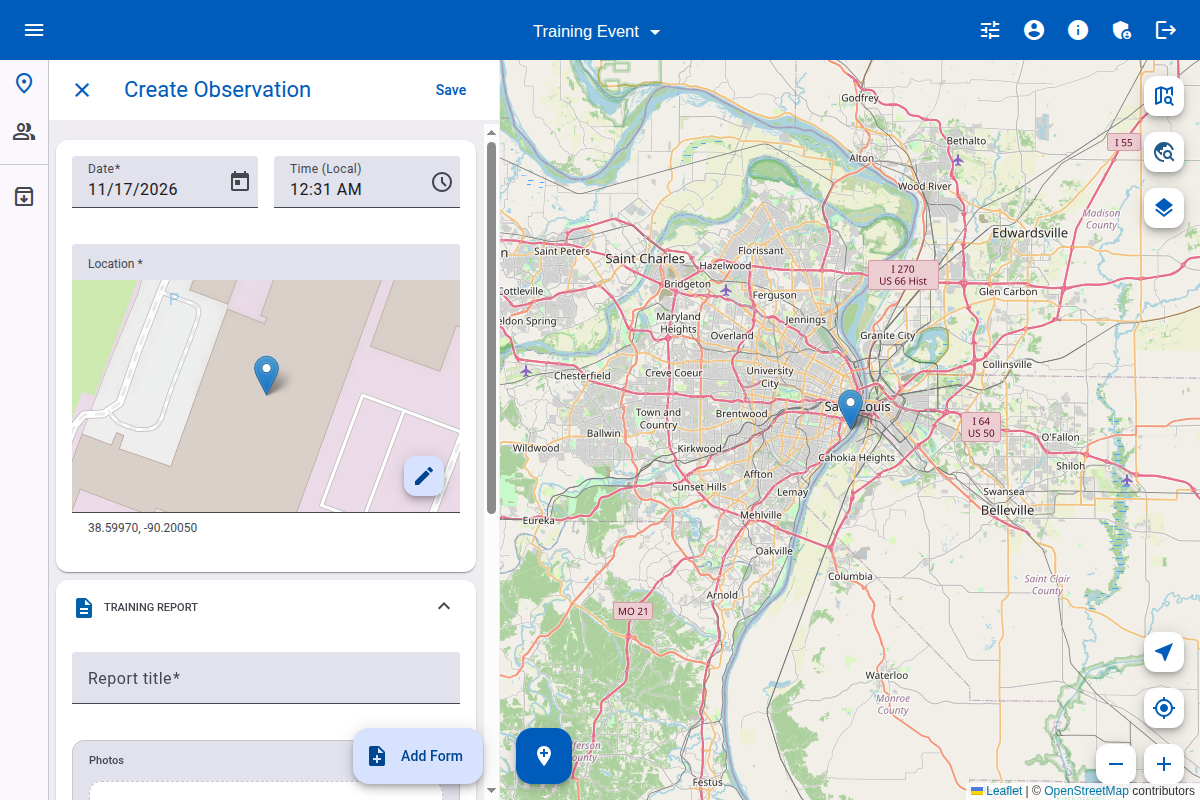 Training Event
Create Observation
Save
Date*
11/17/2026
Time (Local)
12:31 AM
Location *
P
38.59970, -90.20050
TRAINING REPORT
Report title*
Photos
Add Form
Godfrey
Bethalto
I 55
Alton
Wood River
Madison
County
Edwardsville
Florissant
Saint Peters
Saint Charles
Hazelwood
I 270
US 66 Hist
Bridgeton
Glen Carbon
Cottleville
Ferguson
Maryland
Heights
Jennings
eldon Spring
Overland
Granite City
Collinsville
Chesterfield
Creve Coeur
University
City
Saint Louis
Town and
Country
Brentwood
I 64
US 50
Ballwin
O'Fallon
Wildwood
Kirkwood
Cahokia Heights
Shiloh
Affton
Sunset Hills
Lemay
Swansea
Belleville
Mehlville
Eureka
Oakville
Columbia
Saint Clair
County
Arnold
MO 21
Waterloo
Monroe
County
Jefferson
County
Festus
Leaflet | © OpenStreetMap contributors